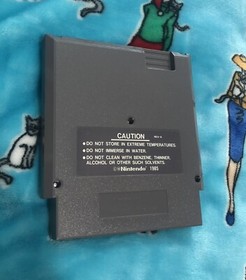 CAUTION
• DO NOT STORE IN EXTREME TEMPERATURES.
• DO NOT IMMERSE IN WATER.
• DO NOT CLEAN WITH BENZENE, THINNER,
ALCOHOL OR OTHER SUCH SOLVENTS.
©®Nintendo 1985